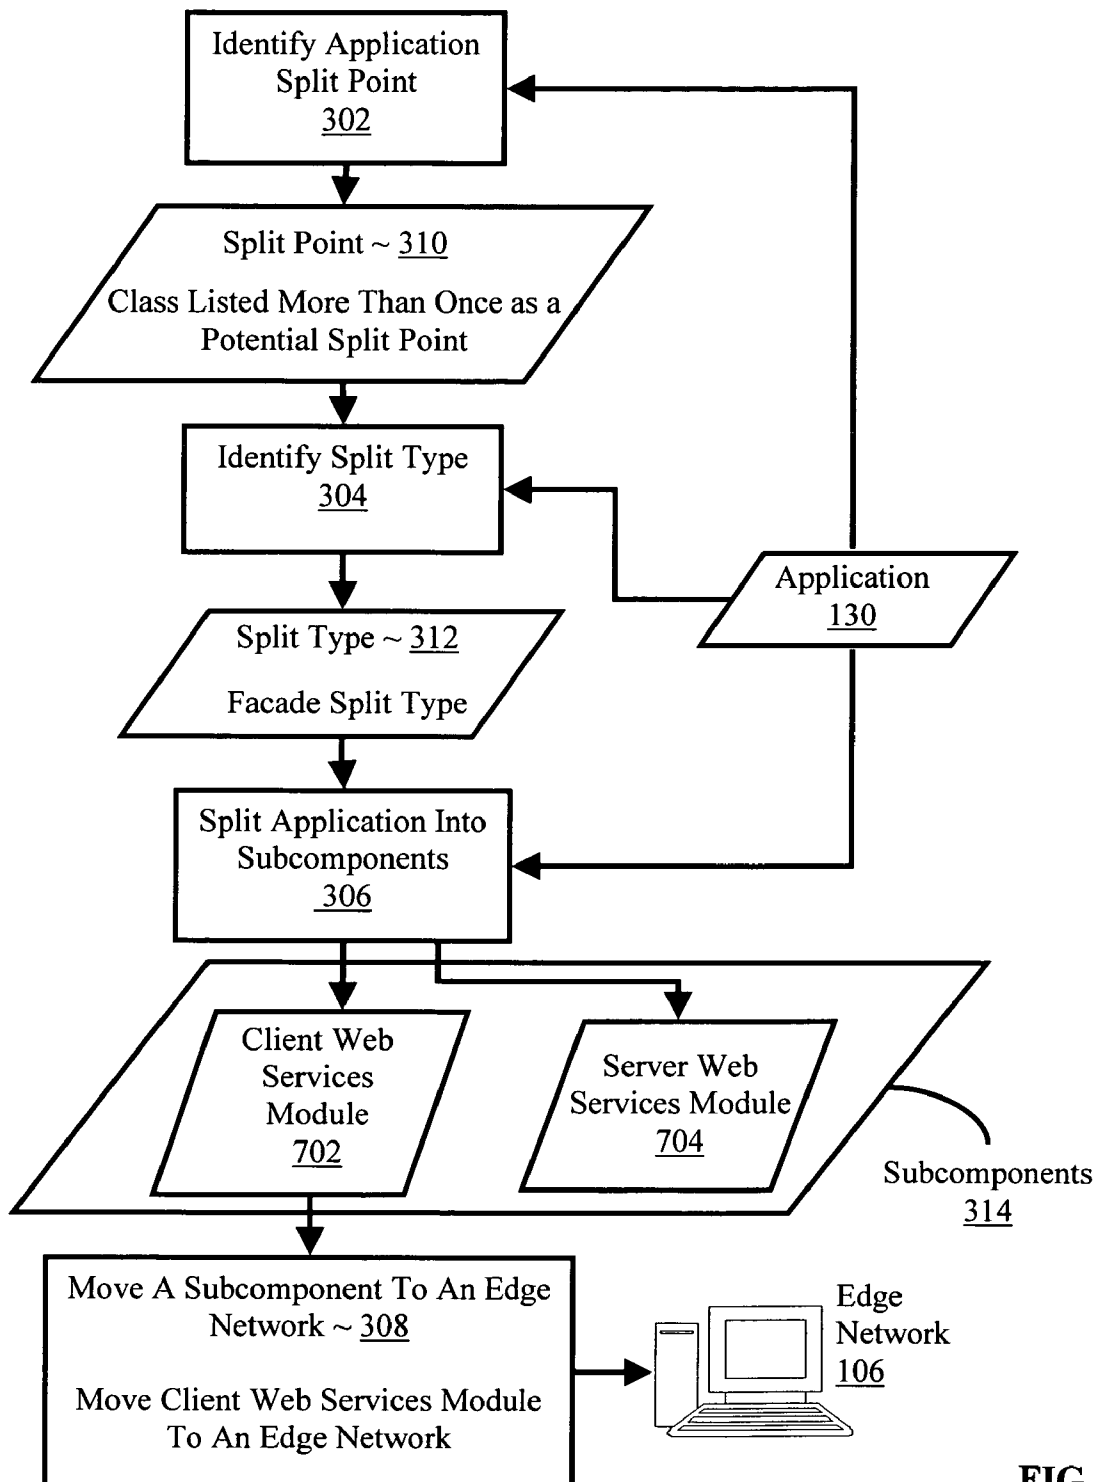 Identify Application
Split Point
302
Split Point ~ 310
Class Listed More Than Once as a
Potential Split Point
Identify Split Type
304
Application
130
Split Type ~ 312
Facade Split Type
Split Application Into
Subcomponents
306
Client Web
Services
Module
702
Server Web
Services Module
704
Subcomponents
314
Move A Subcomponent To An Edge
Network ~ 308
Move Client Web Services Module
To An Edge Network
Edge
Network
106
FIG